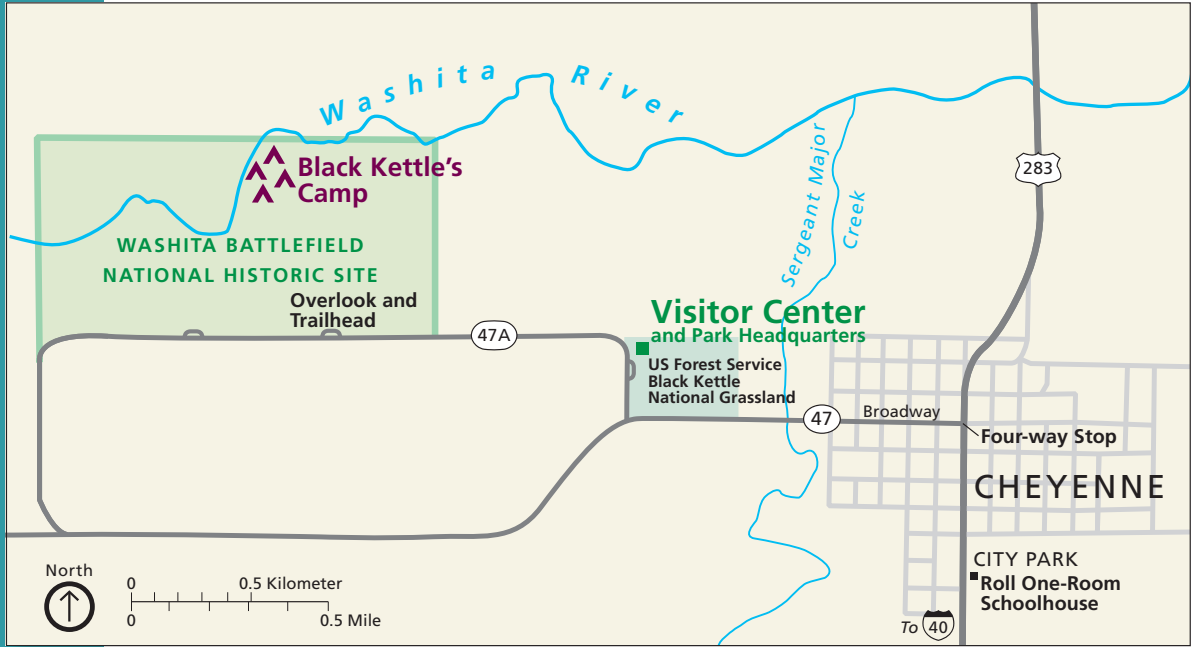 Washita River
283
Sergeant Major
Creek
Black Kettle's
Camp
WASHITA BATTLEFIELD
NATIONAL HISTORIC SITE
Overlook and
Trailhead
47A
Visitor Center
and Park Headquarters
US Forest Service
Black Kettle
National Grassland
47
Broadway
Four-way Stop
CHEYENNE
CITY PARK
Roll One-Room
Schoolhouse
To 40
North
0 0.5 Kilometer
0 0.5 Mile